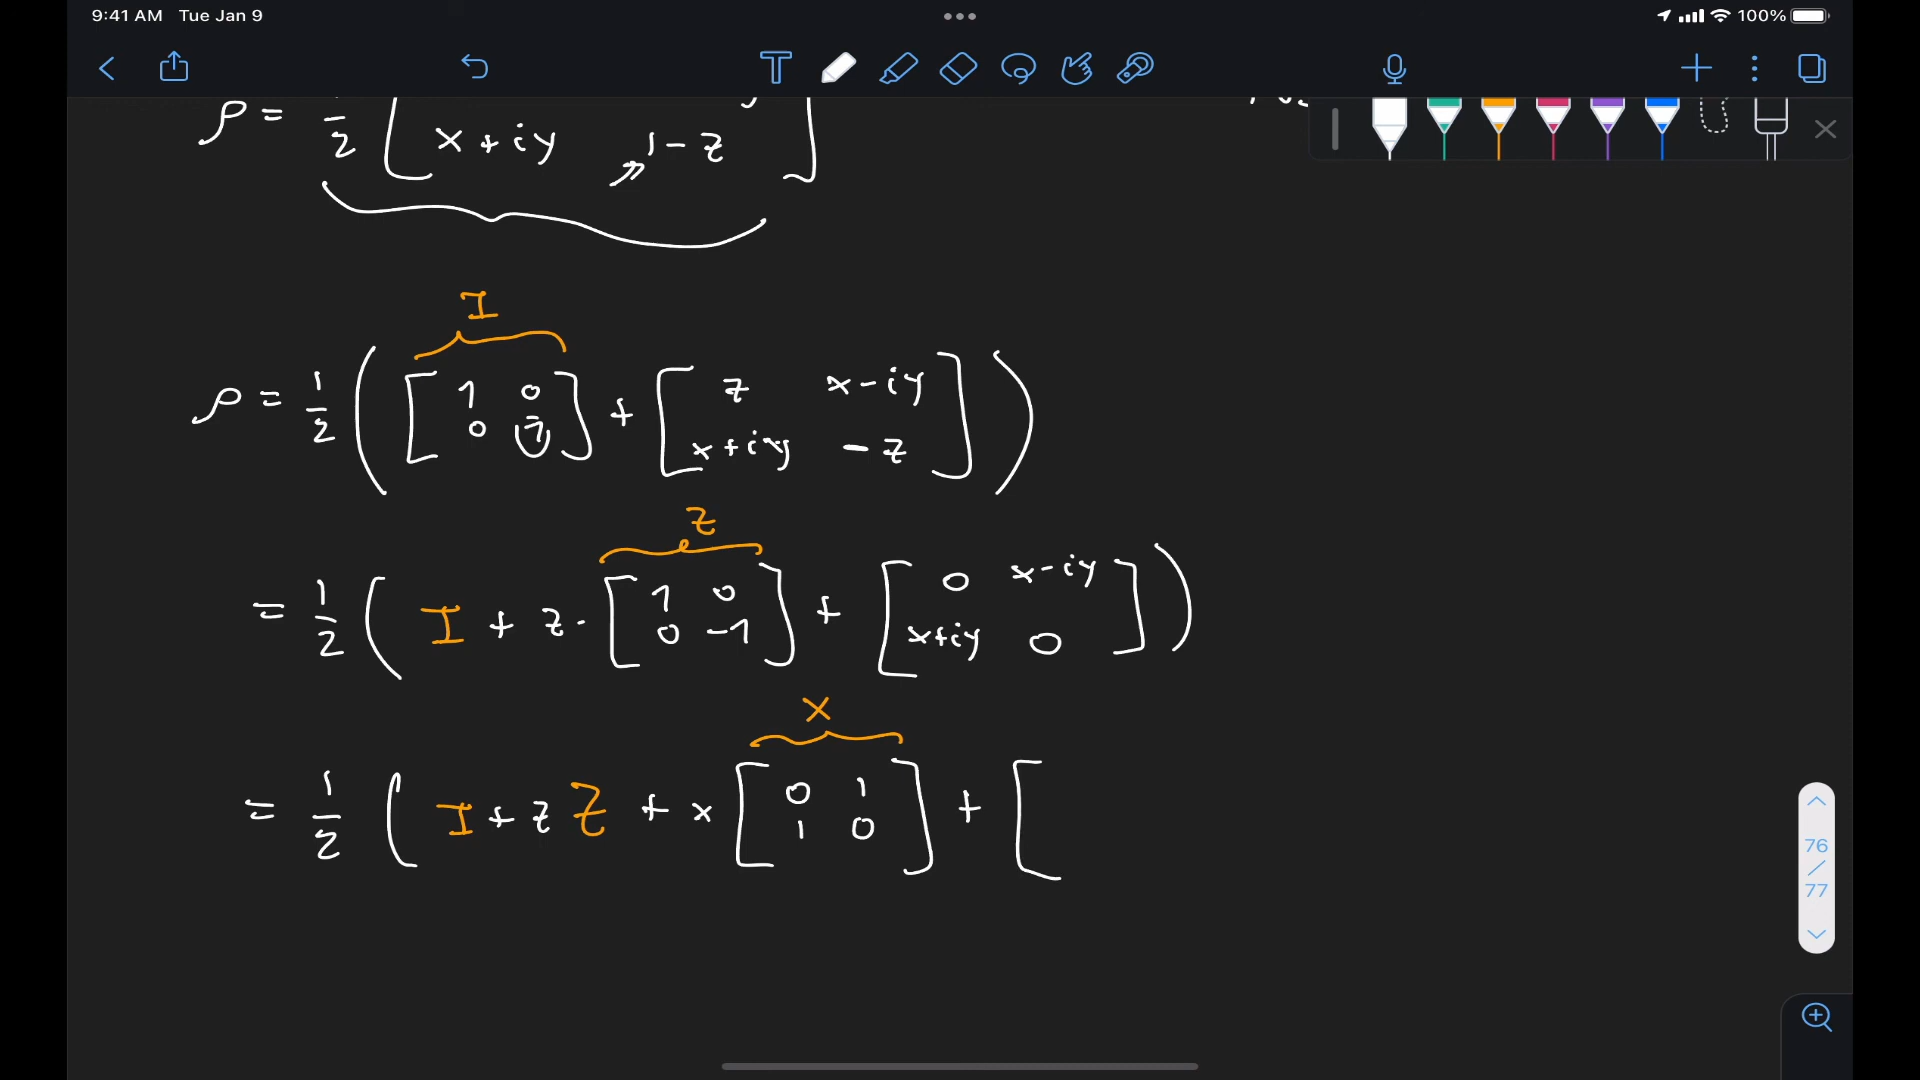 9:41 AM Tue Jan 9 100%
T
ρ = 1/2 [ x + iy , 1 - z ]
I
ρ = 1/2 ( [ 1 0 0 1 ] + [ z x - iy x + iy - z ] )
z
= 1/2 ( I + z · [ 1 0 0 -1 ] + [ 0 x - iy x + iy 0 ] )
X
= 1/2 ( I + z Z + x [ 0 1 1 0 ] + [
76
/
77